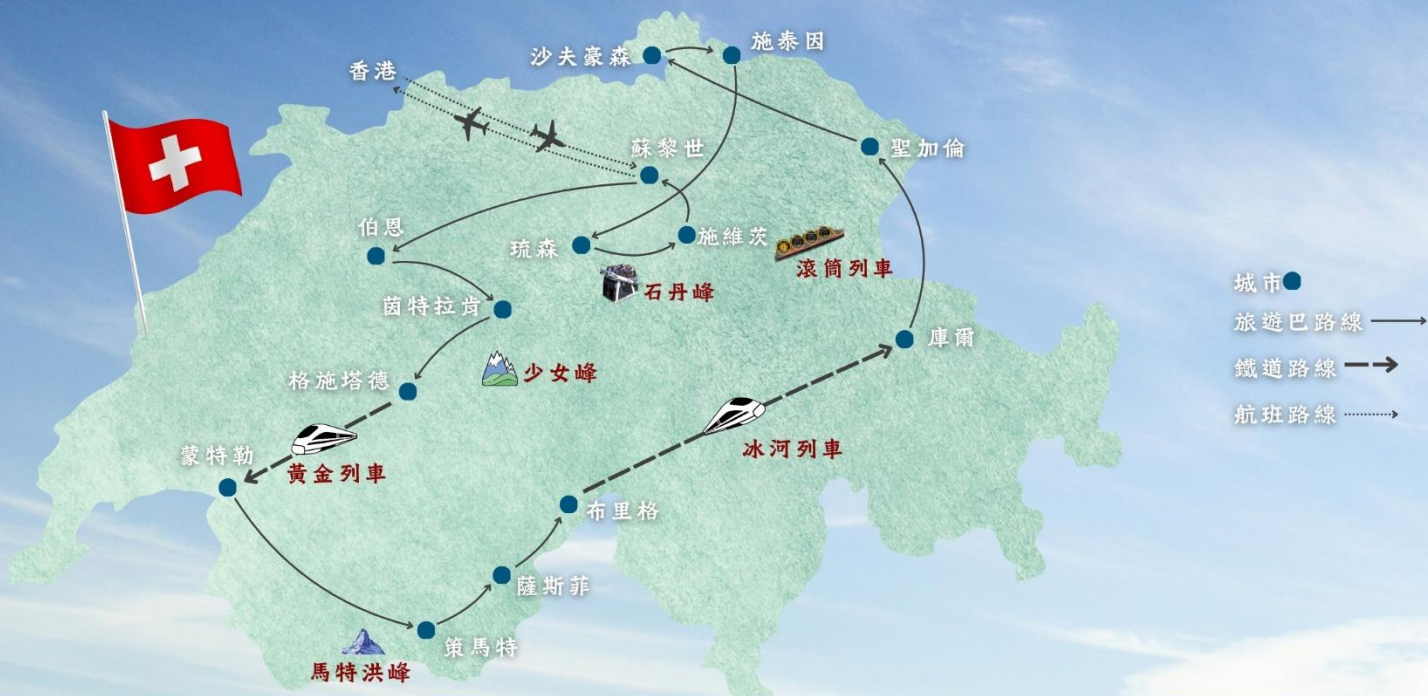 沙夫豪森
施泰因
香港
蘇黎世
聖加倫
伯恩
琉森
施維茨
滾筒列車
石丹峰
茵特拉肯
庫爾
少女峰
格施塔德
蒙特勒
黃金列車
冰河列車
布里格
薩斯菲
策馬特
馬特洪峰
城市
旅遊巴路線
鐵道路線
航班路線